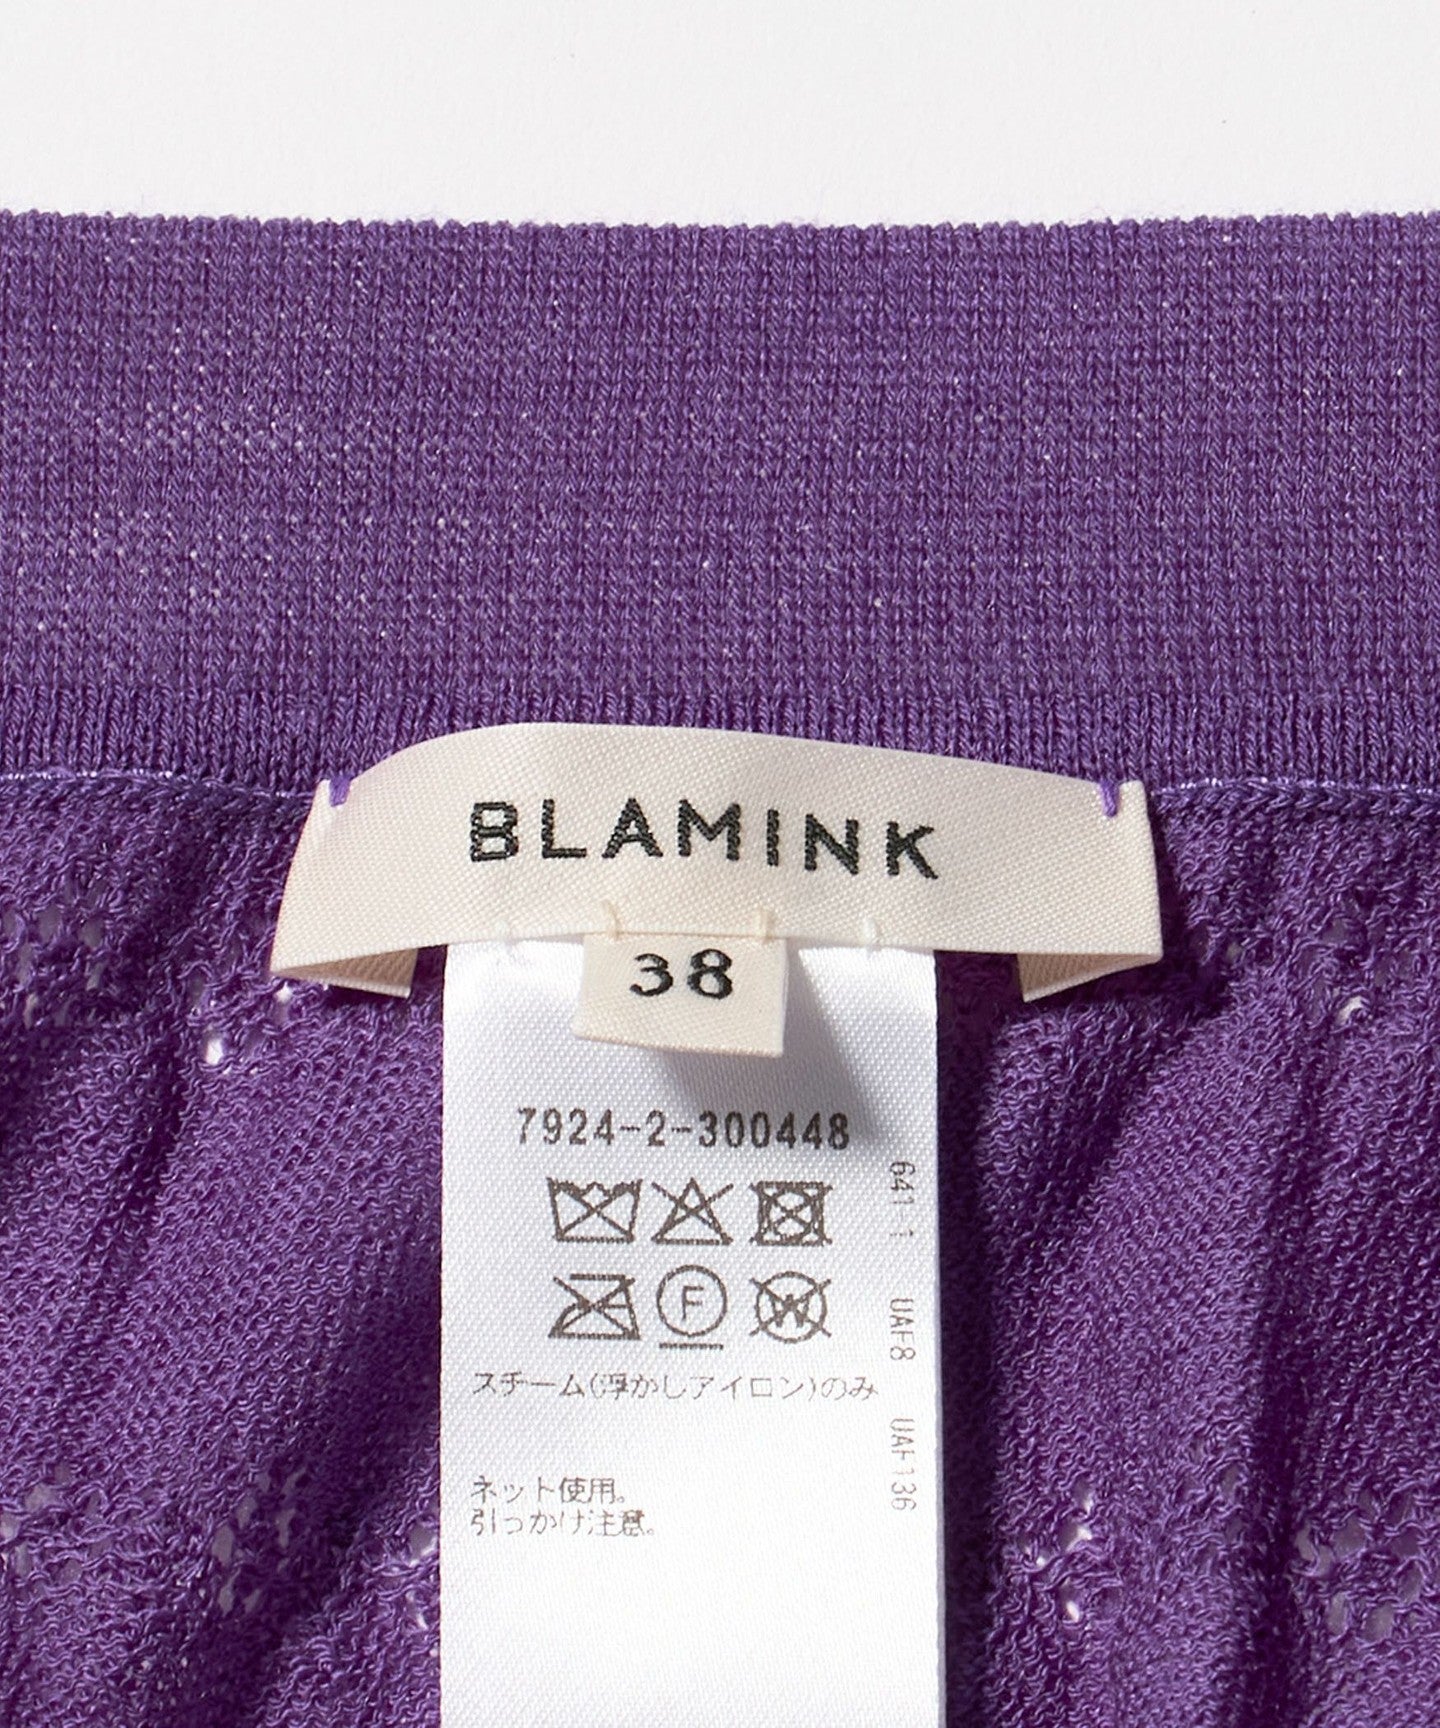 BLAMINK
38
7924-2-300448
F
W
スチーム(浮かしアイロン)のみ
ネット使用。
引っかけ注意。
641-1 UAF8 UAF136